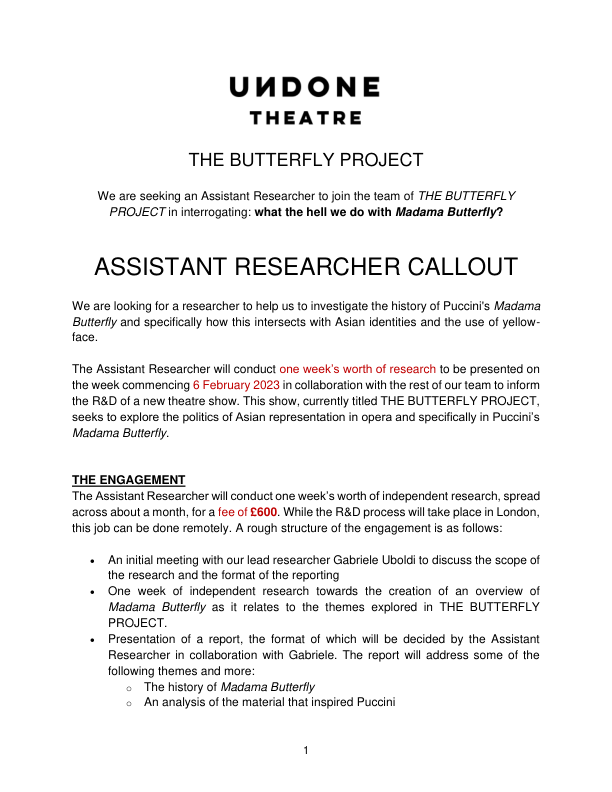 UNDONE
THEATRE
THE BUTTERFLY PROJECT
We are seeking an Assistant Researcher to join the team of THE BUTTERFLY
PROJECT in interrogating: what the hell we do with Madama Butterfly?
ASSISTANT RESEARCHER CALLOUT
We are looking for a researcher to help us to investigate the history of Puccini's Madama
Butterfly and specifically how this intersects with Asian identities and the use of yellow-
face.
The Assistant Researcher will conduct one week's worth of research to be presented on
the week commencing 6 February 2023 in collaboration with the rest of our team to inform
the R&D of a new theatre show. This show, currently titled THE BUTTERFLY PROJECT,
seeks to explore the politics of Asian representation in opera and specifically in Puccini's
Madama Butterfly.
THE ENGAGEMENT
The Assistant Researcher will conduct one week's worth of independent research, spread
across about a month, for a fee of £600. While the R&D process will take place in London,
this job can be done remotely. A rough structure of the engagement is as follows:
• An initial meeting with our lead researcher Gabriele Uboldi to discuss the scope of
the research and the format of the reporting
• One week of independent research towards the creation of an overview of
Madama Butterfly as it relates to the themes explored in THE BUTTERFLY
PROJECT.
• Presentation of a report, the format of which will be decided by the Assistant
Researcher in collaboration with Gabriele. The report will address some of the
following themes and more:
o The history of Madama Butterfly
o An analysis of the material that inspired Puccini
1